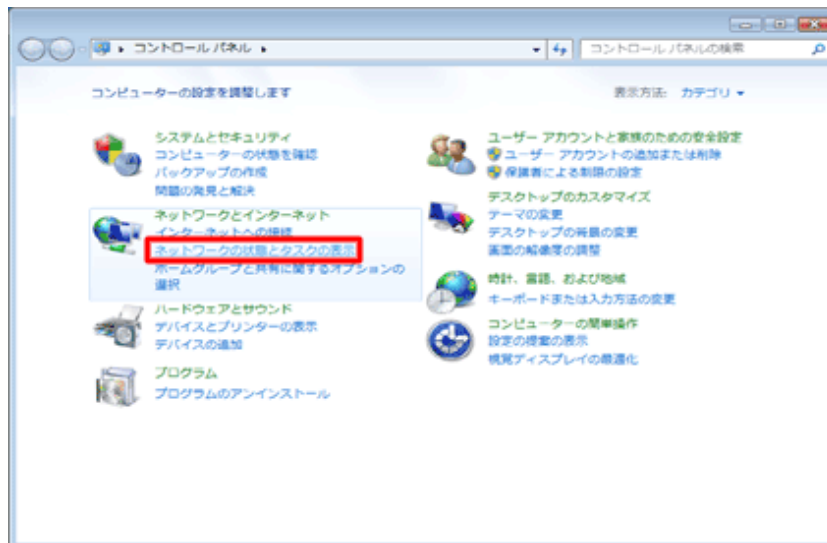 コントロール パネル
コントロール パネルの検索
コンピューターの設定を調整します
表示方法: カテゴリ
システムとセキュリティ
コンピューターの状態を確認
バックアップの作成
問題の発見と解決
ネットワークとインターネット
インターネットへの接続
ネットワークの状態とタスクの表示
ホームグループと共有に関するオプションの
選択
ハードウェアとサウンド
デバイスとプリンターの表示
デバイスの追加
プログラム
プログラムのアンインストール
ユーザー アカウントと家族のための安全設定
ユーザー アカウントの追加または削除
保護者による制限の設定
デスクトップのカスタマイズ
テーマの変更
デスクトップの背景の変更
画面の解像度の調整
時計、言語、および地域
キーボードまたは入力方法の変更
コンピューターの簡単操作
設定の提案の表示
視覚ディスプレイの最適化